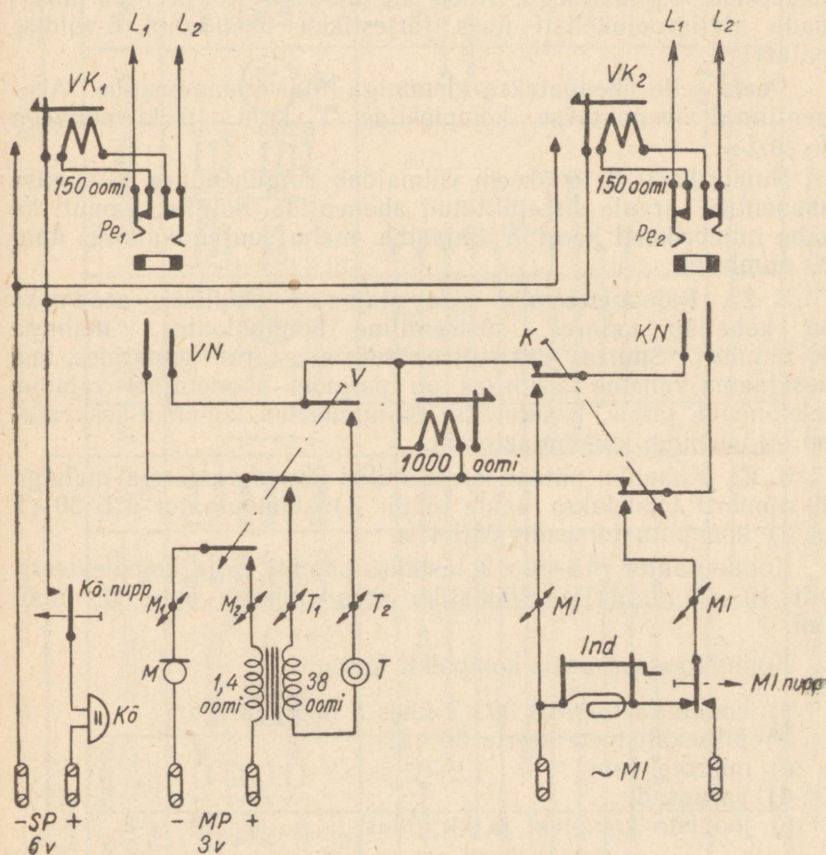 L₁ L₂ L₁ L₂
VK₁ VK₂
150 oomi 150 oomi
Pe₁ Pe₂
VN V K KN
1000 oomi
Kõ. nupp M₁ M₂ T₁ T₂ MI MI
Ind
M 1,4 oomi 38 oomi T MI nupp
Kõ
~MI
-SP + - MP +
6 v 3v